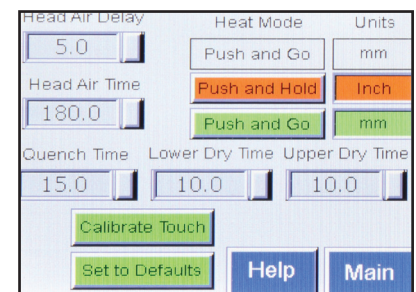 Head Air Delay Heat Mode Units
5.0 Push and Go mm
Head Air Time Push and Hold Inch
180.0 Push and Go mm
Quench Time Lower Dry Time Upper Dry Time
15.0 10.0 10.0
Calibrate Touch
Set to Defaults Help Main